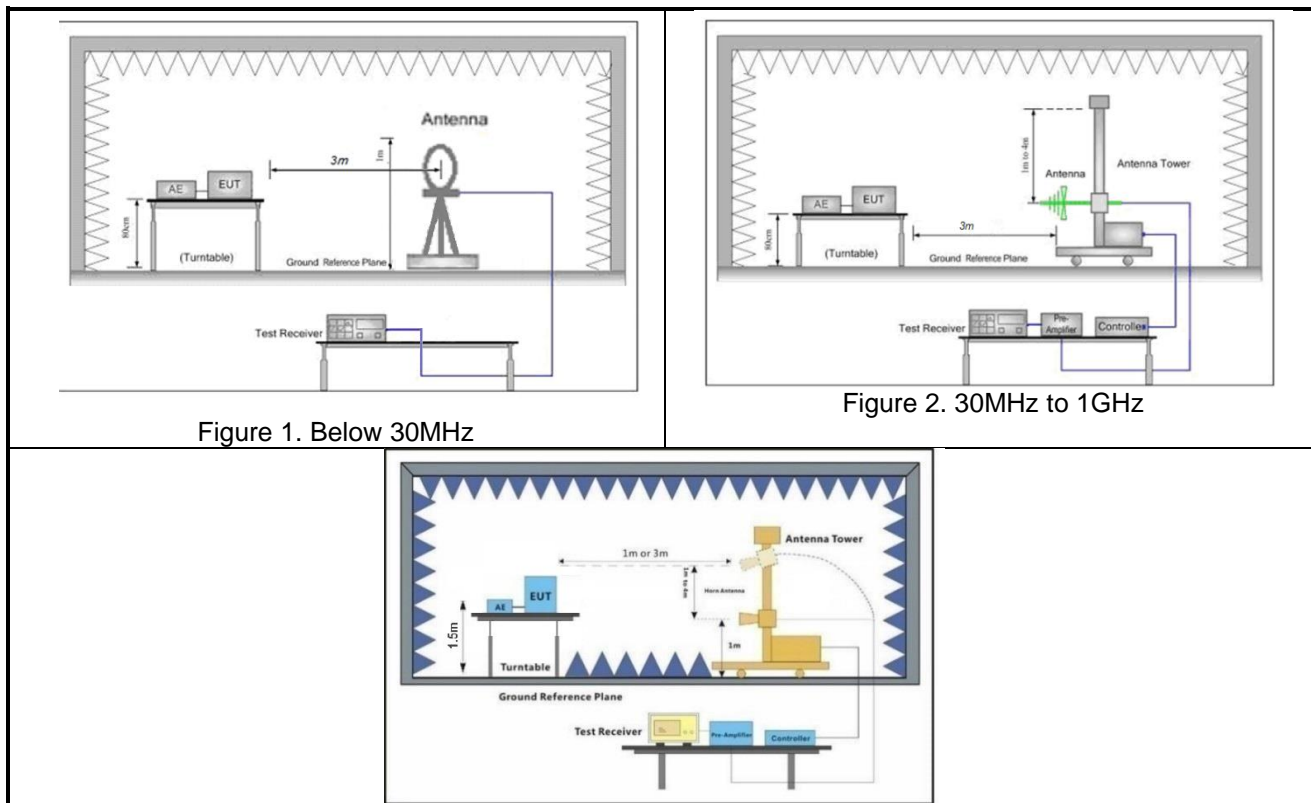 Antenna
1m
3m
AE
EUT
80cm
(Turntable)
Ground Reference Plane
Test Receiver
Figure 1. Below 30MHz
1m to 4m
Antenna
Antenna Tower
AE
EUT
80cm
3m
(Turntable)
Ground Reference Plane
Test Receiver
Pre-
Amplifier
Controller
Figure 2. 30MHz to 1GHz
Antenna Tower
1m or 3m
1m to 4m
Horn Antenna
EUT
AE
1.5m
1m
Turntable
Ground Reference Plane
Test Receiver
Pre-Amplifier
Controller